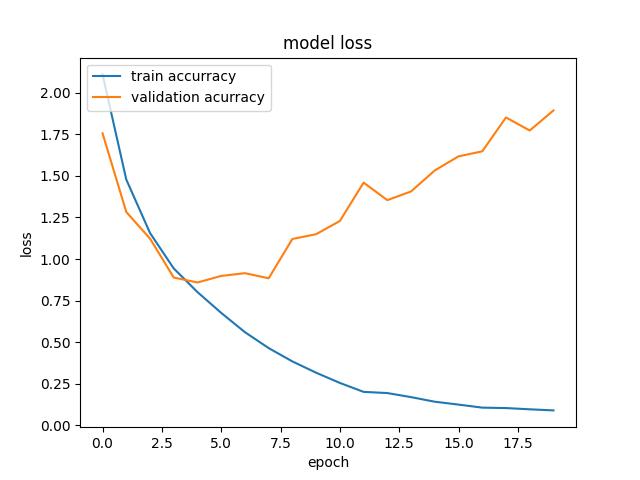 model loss
train accurracy
validation acurracy
2.00
1.75
1.50
1.25
1.00
0.75
0.50
0.25
0.00
loss
0.0 2.5 5.0 7.5 10.0 12.5 15.0 17.5
epoch